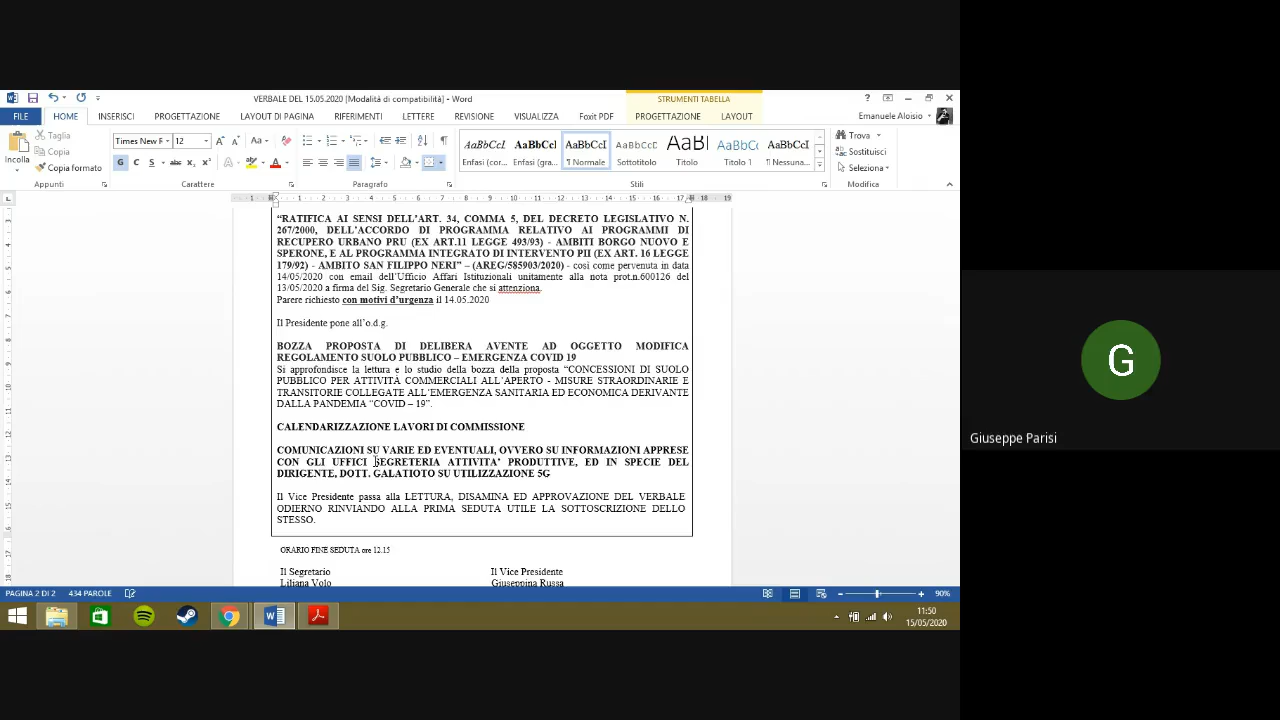 VERBALE DEL 15.05.2020 [Modalità di compatibilità] - Word
STRUMENTI TABELLA
FILE HOME INSERISCI PROGETTAZIONE LAYOUT DI PAGINA RIFERIMENTI LETTERE REVISIONE VISUALIZZA Foxit PDF PROGETTAZIONE LAYOUT
Emanuele Aloisio
Incolla
Taglia
Copia
Copia formato
Times New F 12
AaBbCcI AaBbCcl AaBbCcI AaBbCcD AaBl AaBbCc AaBbCcI
Enfasi (cor... Enfasi (gra... ¶ Normale Sottotitolo Titolo Titolo 1 ¶ Nessuna...
Trova
Sostituisci
Seleziona
Appunti Carattere Paragrafo Stili Modifica
“RATIFICA AI SENSI DELL’ART. 34, COMMA 5, DEL DECRETO LEGISLATIVO N.
267/2000, DELL’ACCORDO DI PROGRAMMA RELATIVO AI PROGRAMMI DI
RECUPERO URBANO PRU (EX ART.11 LEGGE 493/93) - AMBITI BORGO NUOVO E
SPERONE, E AL PROGRAMMA INTEGRATO DI INTERVENTO PII (EX ART. 16 LEGGE
179/92) - AMBITO SAN FILIPPO NERI” – (AREG/585903/2020) - così come pervenuta in data
14/05/2020 con email dell’Ufficio Affari Istituzionali unitamente alla nota prot.n.600126 del
13/05/2020 a firma del Sig. Segretario Generale che si attenziona.
Parere richiesto con motivi d’urgenza il 14.05.2020
Il Presidente pone all’o.d.g.
BOZZA PROPOSTA DI DELIBERA AVENTE AD OGGETTO MODIFICA
REGOLAMENTO SUOLO PUBBLICO – EMERGENZA COVID 19
Si approfondisce la lettura e lo studio della bozza della proposta “CONCESSIONI DI SUOLO
PUBBLICO PER ATTIVITÀ COMMERCIALI ALL’APERTO - MISURE STRAORDINARIE E
TRANSITORIE COLLEGATE ALL’EMERGENZA SANITARIA ED ECONOMICA DERIVANTE
DALLA PANDEMIA “COVID – 19”.
CALENDARIZZAZIONE LAVORI DI COMMISSIONE
COMUNICAZIONI SU VARIE ED EVENTUALI, OVVERO SU INFORMAZIONI APPRESE
CON GLI UFFICI SEGRETERIA ATTIVITA’ PRODUTTIVE, ED IN SPECIE DEL
DIRIGENTE, DOTT. GALATIOTO SU UTILIZZAZIONE 5G
Il Vice Presidente passa alla LETTURA, DISAMINA ED APPROVAZIONE DEL VERBALE
ODIERNO RINVIANDO ALLA PRIMA SEDUTA UTILE LA SOTTOSCRIZIONE DELLO
STESSO.
ORARIO FINE SEDUTA ore 12.15
Il Segretario Il Vice Presidente
Liliana Volo Giuseppina Russa
PAGINA 2 DI 2 434 PAROLE 90%
11:50
15/05/2020
G
Giuseppe Parisi